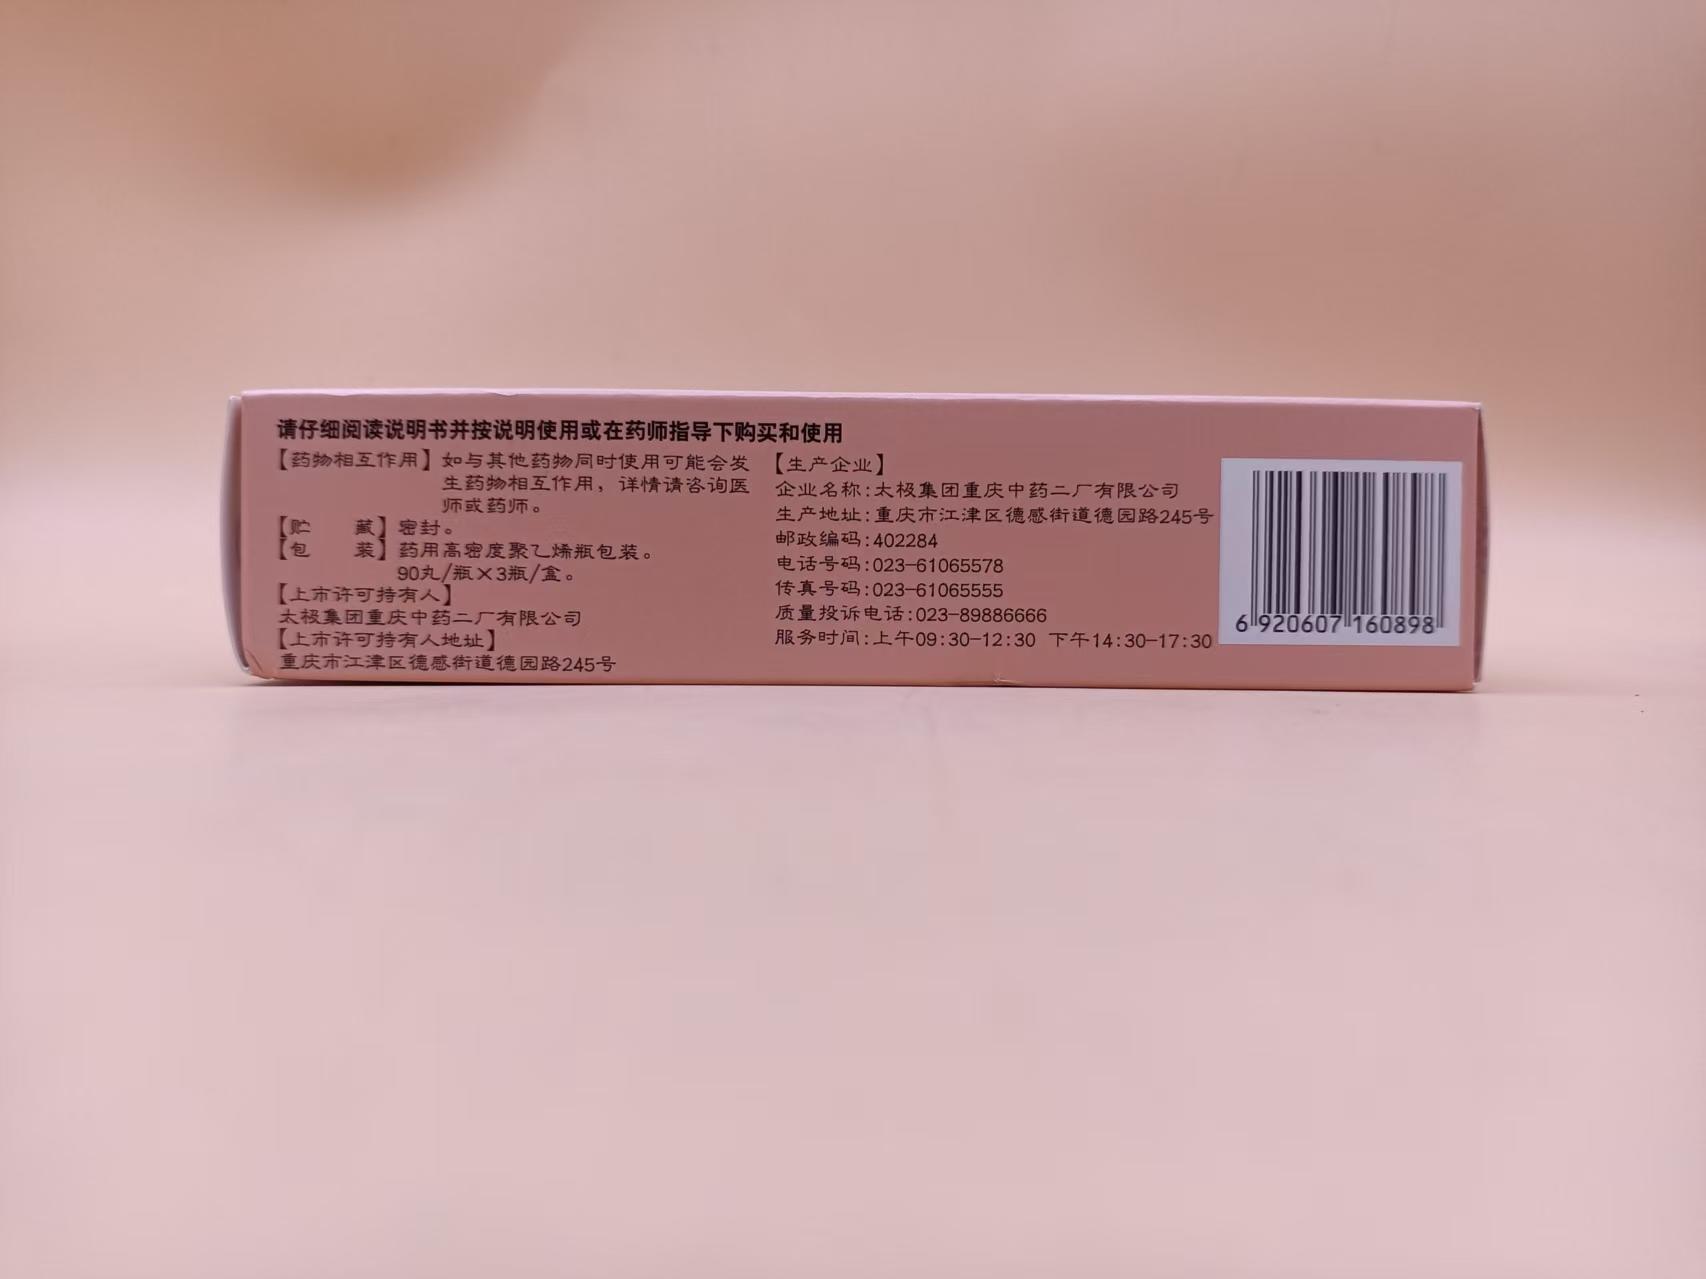 请仔细阅读说明书并按说明使用或在药师指导下购买和使用
【药物相互作用】如与其他药物同时使用可能会发
生药物相互作用，详情请咨询医
师或药师。
【贮 藏】密封。
【包 装】药用高密度聚乙烯瓶包装。
90丸/瓶×3瓶/盒。
【上市许可持有人】
太极集团重庆中药二厂有限公司
【上市许可持有人地址】
重庆市江津区德感街道德园路245号
【生产企业】
企业名称:太极集团重庆中药二厂有限公司
生产地址:重庆市江津区德感街道德园路245号
邮政编码:402284
电话号码:023-61065578
传真号码:023-61065555
质量投诉电话:023-89886666
服务时间:上午09:30-12:30 下午14:30-17:30
6 920607 160898